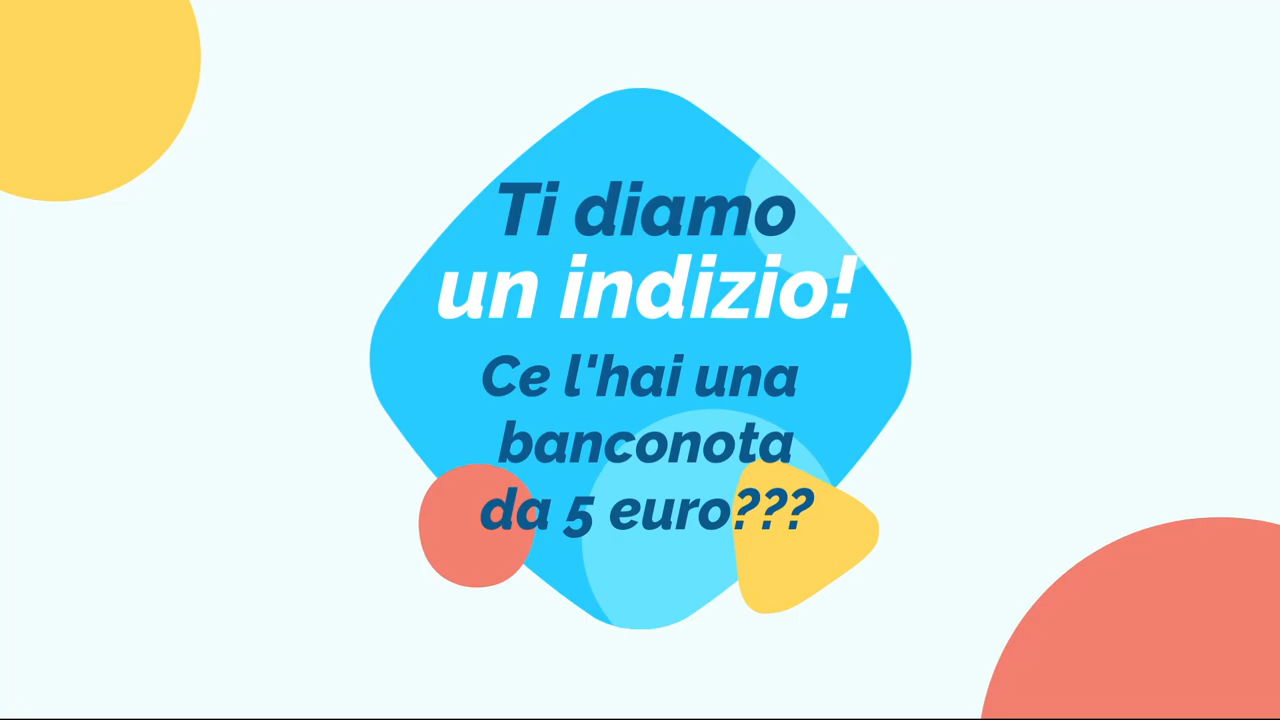 Ti diamo
un indizio!
Ce l'hai una
banconota
da 5 euro???